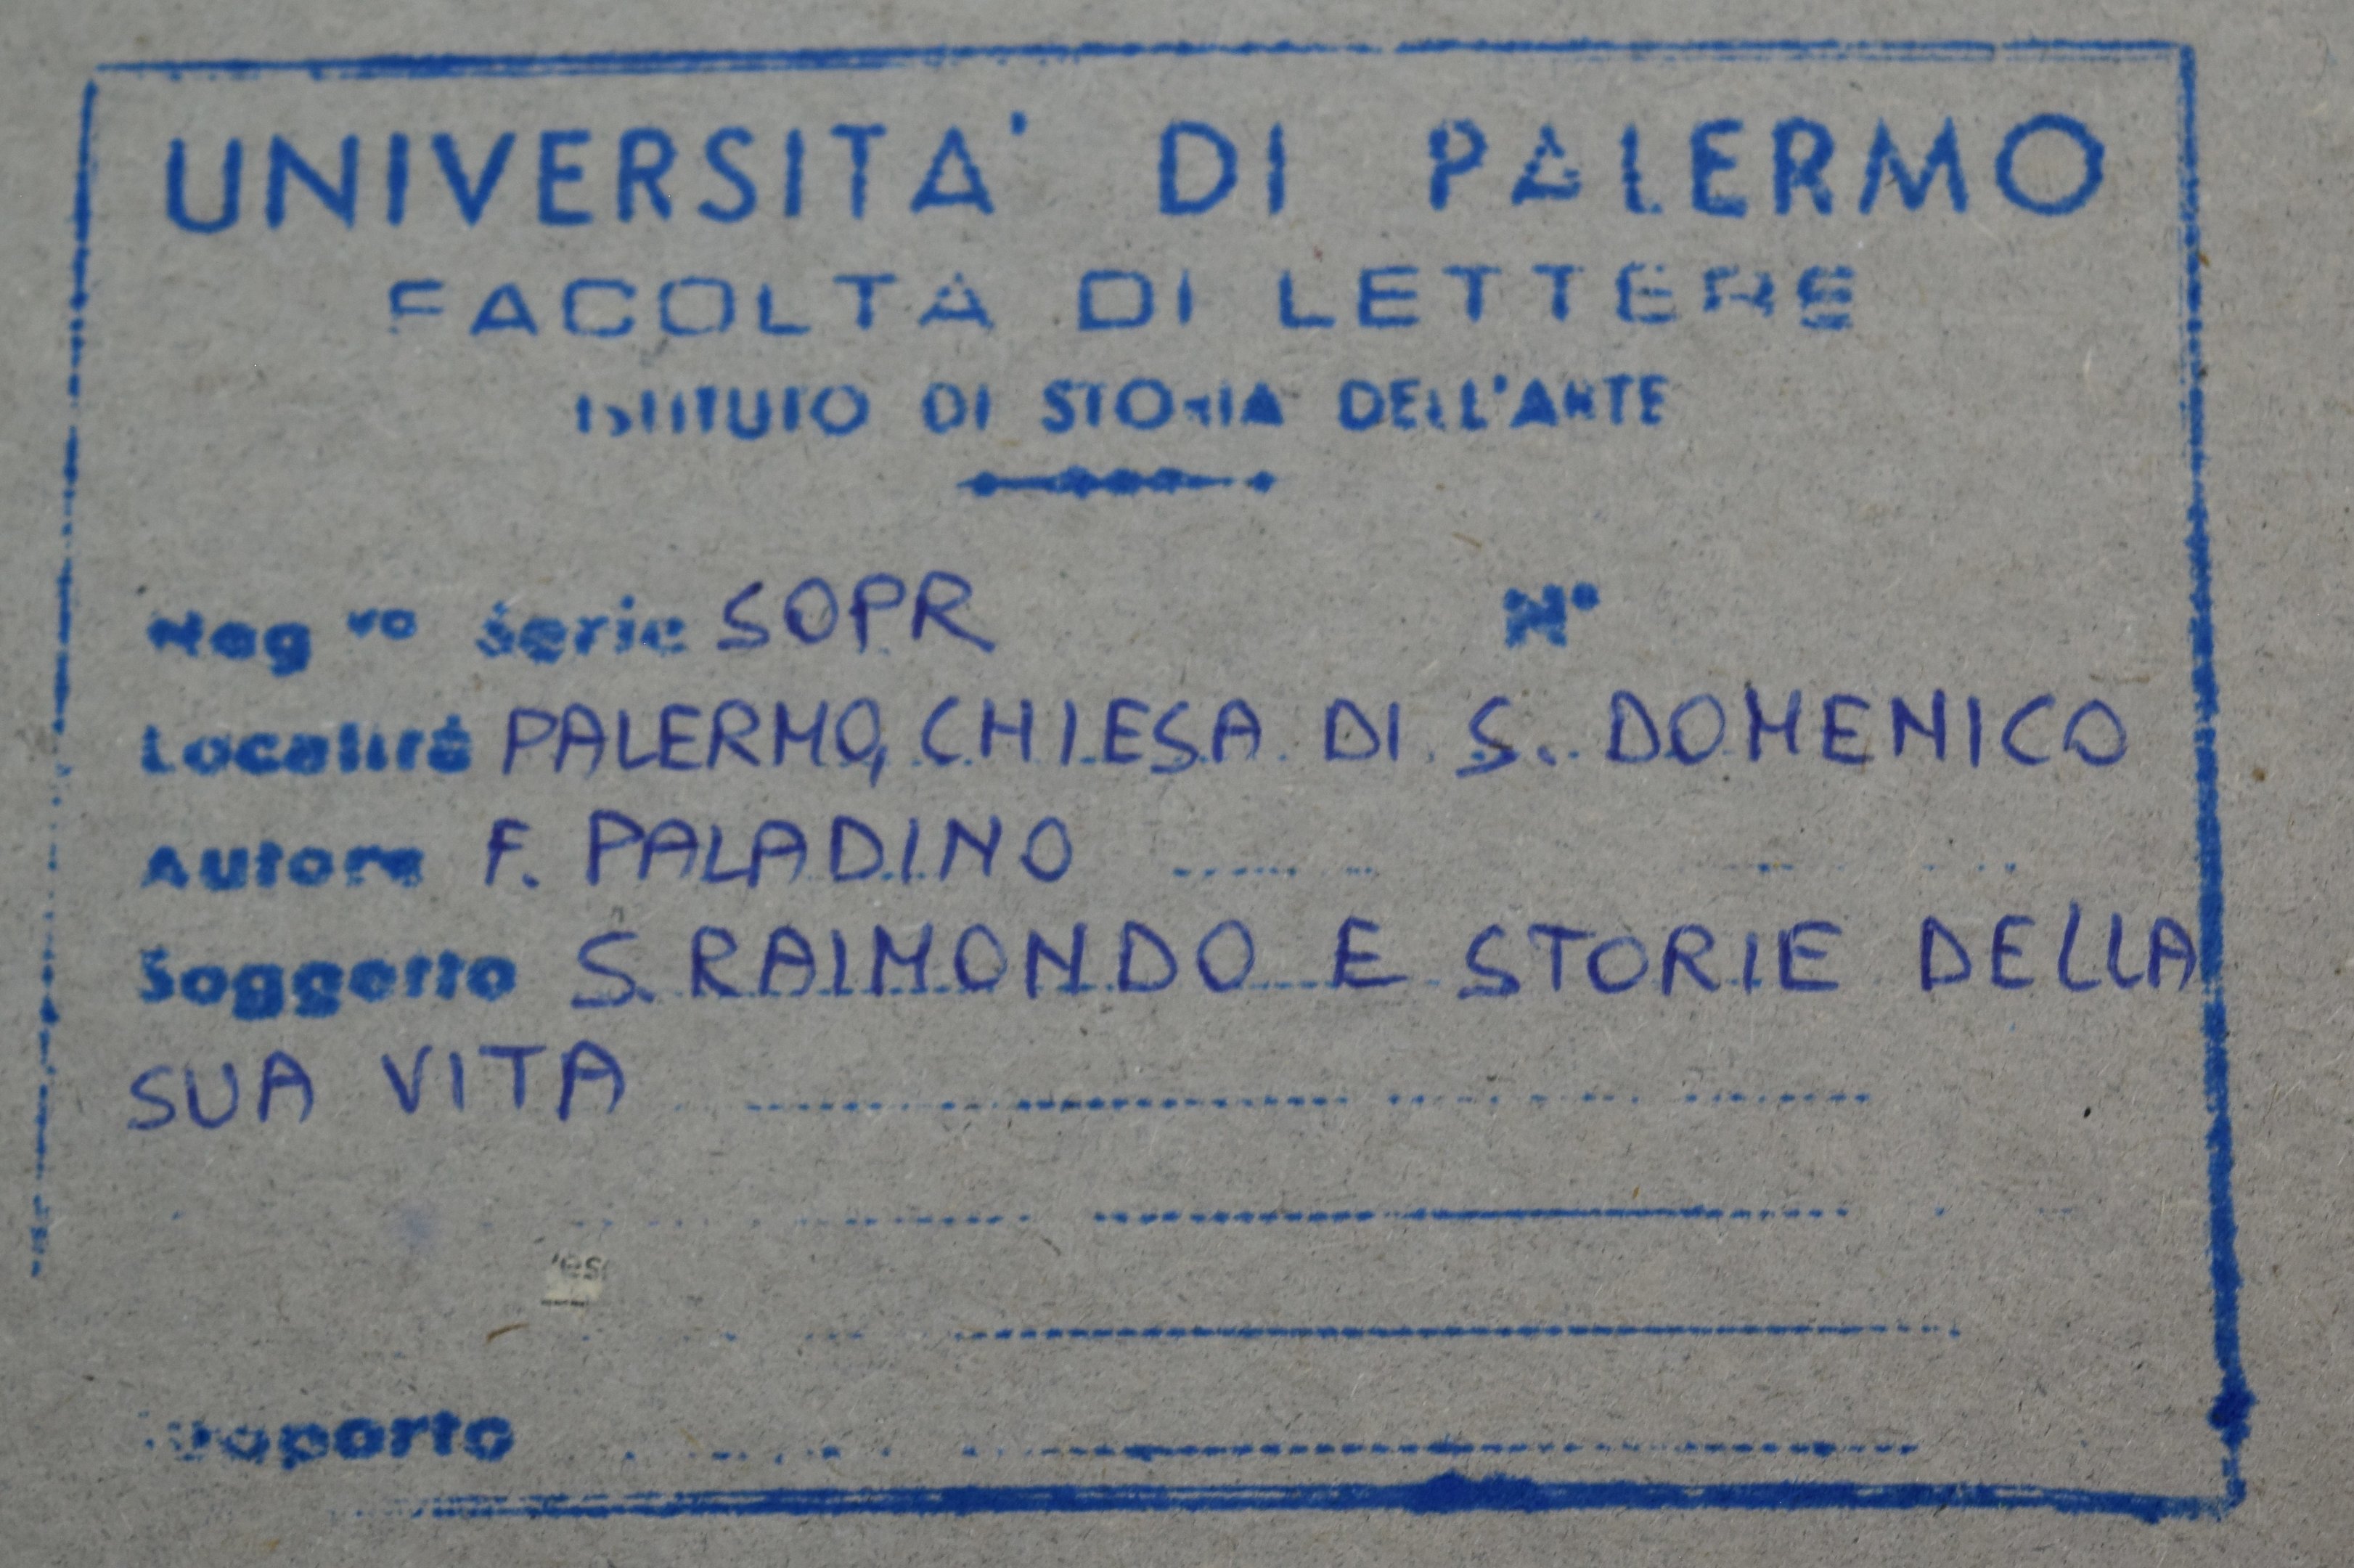 UNIVERSITA' DI PALERMO
FACOLTA DI LETTERE
ISTITUTO DI STORIA DELL'ARTE
Neg vo Serie SOPR N°
Località PALERMO, CHIESA DI S. DOMENICO
Autore F. PALADINO
Soggetto S. RAIMONDO E STORIE DELLA
SUA VITA